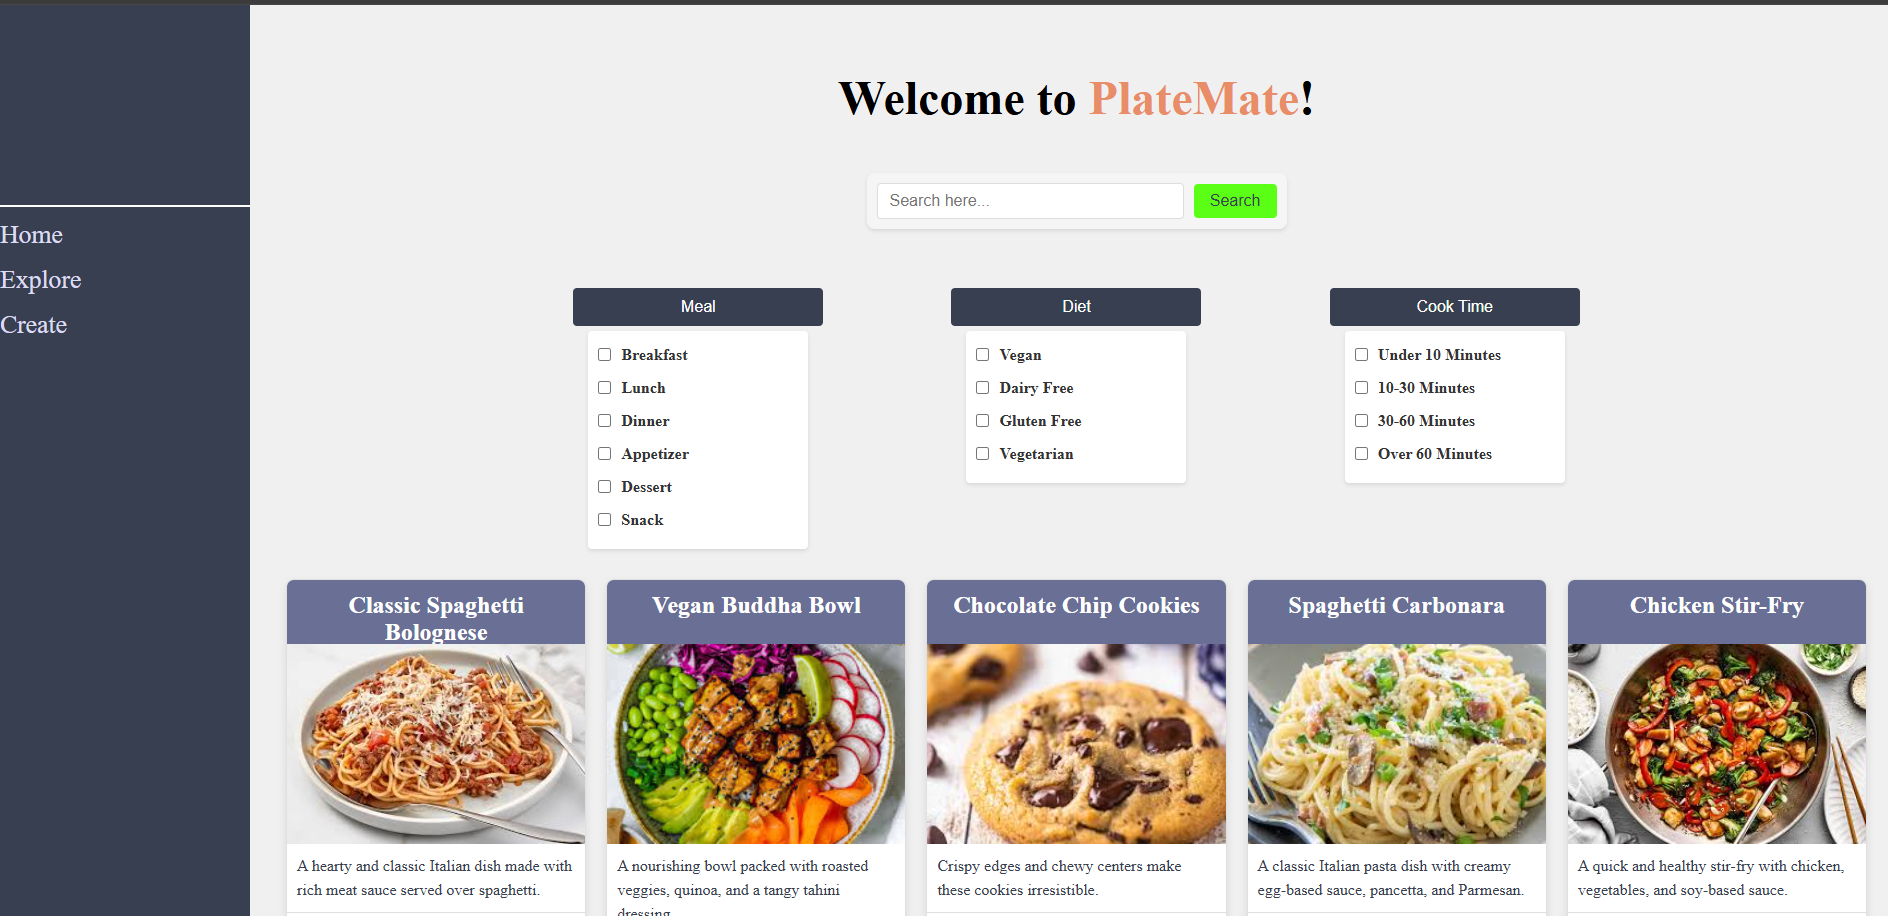 Welcome to PlateMate!
Search here...
Search
Home
Explore
Create
Meal
Breakfast
Lunch
Dinner
Appetizer
Dessert
Snack
Diet
Vegan
Dairy Free
Gluten Free
Vegetarian
Cook Time
Under 10 Minutes
10-30 Minutes
30-60 Minutes
Over 60 Minutes
Classic Spaghetti
Bolognese
A hearty and classic Italian dish made with
rich meat sauce served over spaghetti.
Vegan Buddha Bowl
A nourishing bowl packed with roasted
veggies, quinoa, and a tangy tahini
dressing.
Chocolate Chip Cookies
Crispy edges and chewy centers make
these cookies irresistible.
Spaghetti Carbonara
A classic Italian pasta dish with creamy
egg-based sauce, pancetta, and Parmesan.
Chicken Stir-Fry
A quick and healthy stir-fry with chicken,
vegetables, and soy-based sauce.